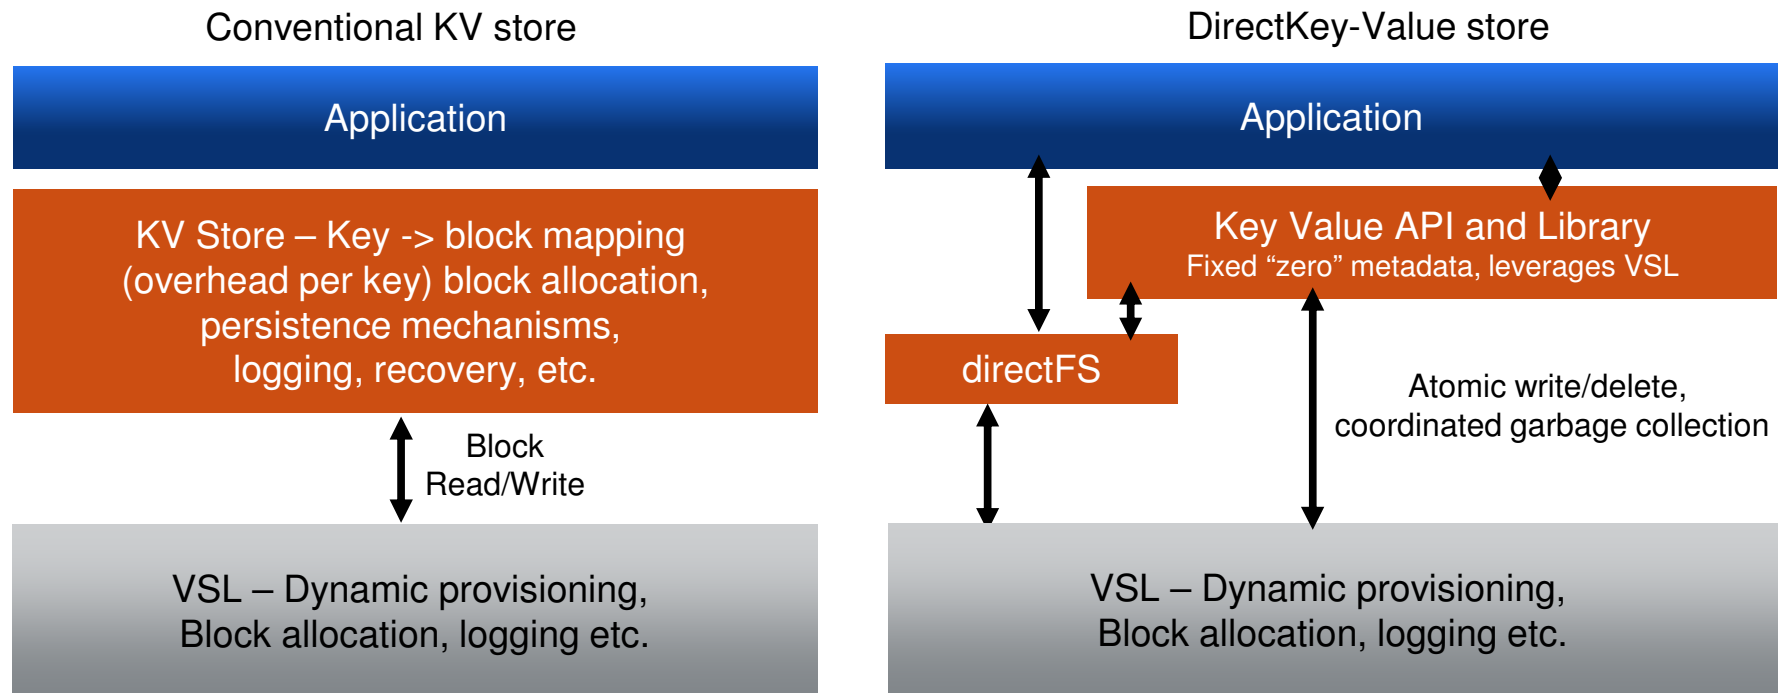 Conventional KV store
Application
KV Store – Key -> block mapping
(overhead per key) block allocation,
persistence mechanisms,
logging, recovery, etc.
Block
Read/Write
VSL – Dynamic provisioning,
Block allocation, logging etc.
DirectKey-Value store
Application
Key Value API and Library
Fixed “zero” metadata, leverages VSL
directFS
Atomic write/delete,
coordinated garbage collection
VSL – Dynamic provisioning,
Block allocation, logging etc.